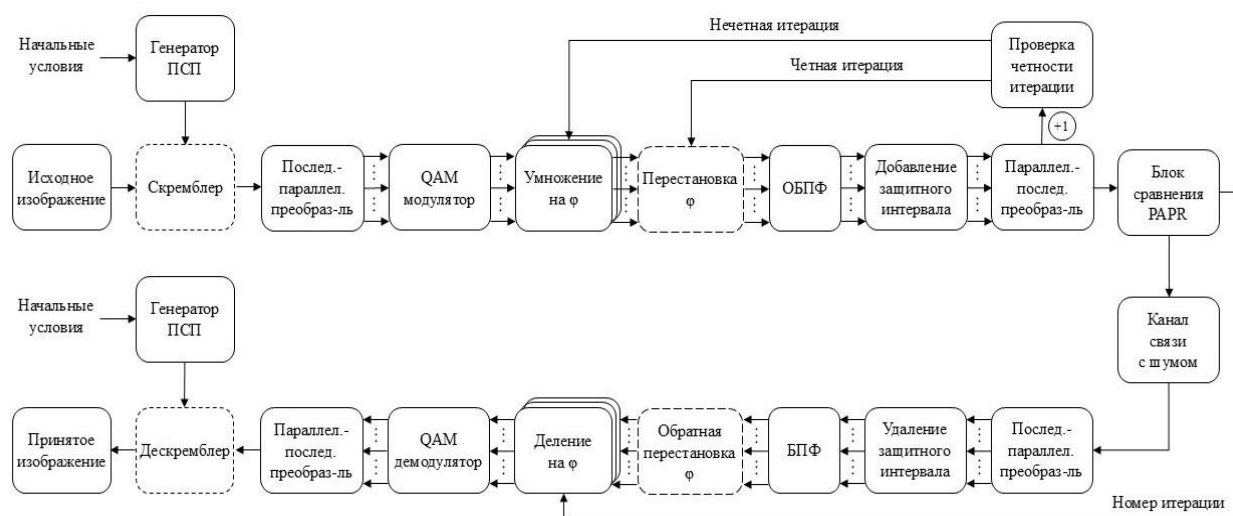 Нечетная итерация
Начальные
условия
Генератор
ПСП
Четная итерация
Проверка
четности
итерации
+1
Исходное
изображение
Скремблер
Послед.-
параллел.
преобраз-ль
QAM
модулятор
Умножение
на φ
Перестановка
φ
ОБПФ
Добавление
защитного
интервала
Параллел.-
послед.
преобраз-ль
Блок
сравнения
PAPR
Начальные
условия
Генератор
ПСП
Канал
связи
с шумом
Принятое
изображение
Дескремблер
Параллел.-
послед.
преобраз-ль
QAM
демодулятор
Деление
на φ
Обратная
перестановка
φ
БПФ
Удаление
защитного
интервала
Послед.-
параллел.
преобраз-ль
Номер итерации